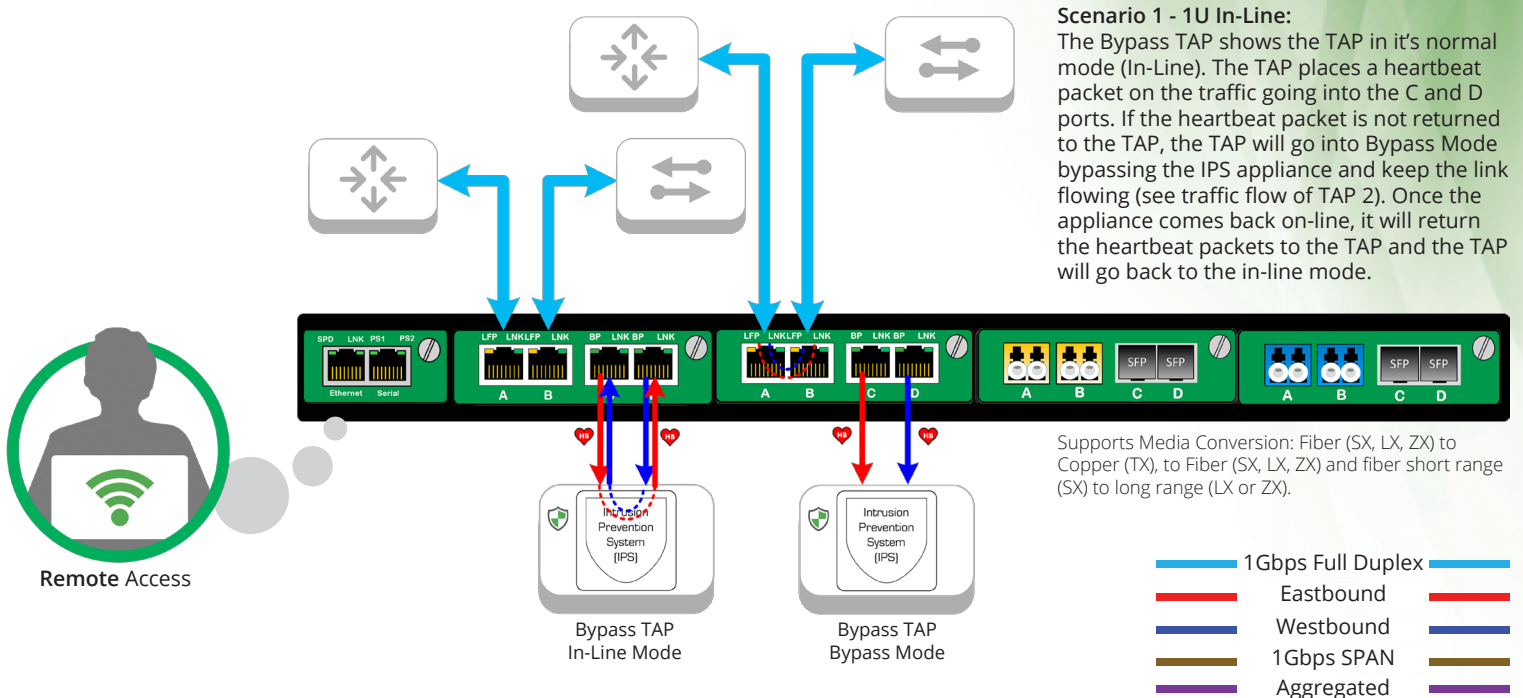 Scenario 1 - 1U In-Line:
The Bypass TAP shows the TAP in it's normal
mode (In-Line). The TAP places a heartbeat
packet on the traffic going into the C and D
ports. If the heartbeat packet is not returned
to the TAP, the TAP will go into Bypass Mode
bypassing the IPS appliance and keep the link
flowing (see traffic flow of TAP 2). Once the
appliance comes back on-line, it will return
the heartbeat packets to the TAP and the TAP
will go back to the in-line mode.
SPD LNK PS1 PS2
Ethernet Serial
LFP LNK LFP LNK BP LNK BP LNK
A B
LFP LNK LFP LNK BP LNK BP LNK
A B C D
SFP SFP
A B C D
SFP SFP
A B C D
HB HB
HB HB
Supports Media Conversion: Fiber (SX, LX, ZX) to
Copper (TX), to Fiber (SX, LX, ZX) and fiber short range
(SX) to long range (LX or ZX).
Intrusion
Prevention
System
(IPS)
Intrusion
Prevention
System
(IPS)
Remote Access
Bypass TAP
In-Line Mode
Bypass TAP
Bypass Mode
1Gbps Full Duplex
Eastbound
Westbound
1Gbps SPAN
Aggregated